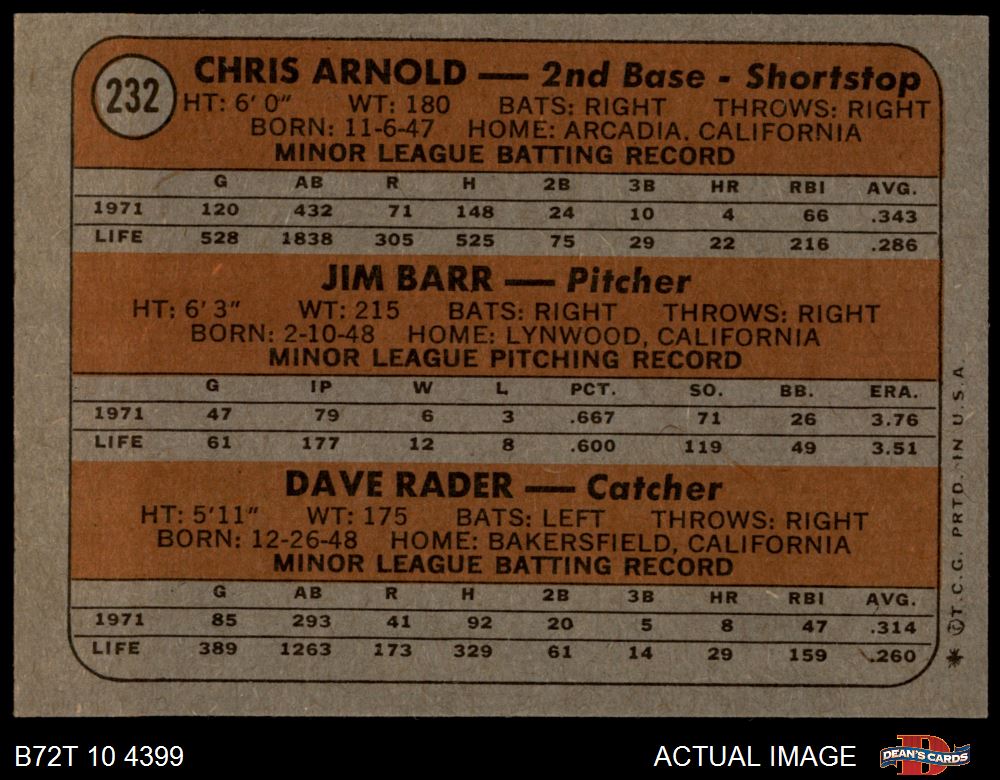 232
CHRIS ARNOLD — 2nd Base - Shortstop
HT: 6' 0" WT: 180 BATS: RIGHT THROWS: RIGHT
BORN: 11-6-47 HOME: ARCADIA. CALIFORNIA
MINOR LEAGUE BATTING RECORD
G AB R H 2B 3B HR RBI AVG.
1971 120 432 71 148 24 10 4 66 .343
LIFE 528 1838 305 525 75 29 22 216 .286
JIM BARR — Pitcher
HT: 6' 3" WT: 215 BATS: RIGHT THROWS: RIGHT
BORN: 2-10-48 HOME: LYNWOOD, CALIFORNIA
MINOR LEAGUE PITCHING RECORD
G IP W L PCT. SO. BB. ERA.
1971 47 79 6 3 .667 71 26 3.76
LIFE 61 177 12 8 .600 119 49 3.51
DAVE RADER — Catcher
HT: 5'11" WT: 175 BATS: LEFT THROWS: RIGHT
BORN: 12-26-48 HOME: BAKERSFIELD, CALIFORNIA
MINOR LEAGUE BATTING RECORD
G AB R H 2B 3B HR RBI AVG.
1971 85 293 41 92 20 5 8 47 .314
LIFE 389 1263 173 329 61 14 29 159 .260
* © T.C.G. PRTD. IN U.S.A.
B72T 10 4399
ACTUAL IMAGE
D
DEAN'S CARDS